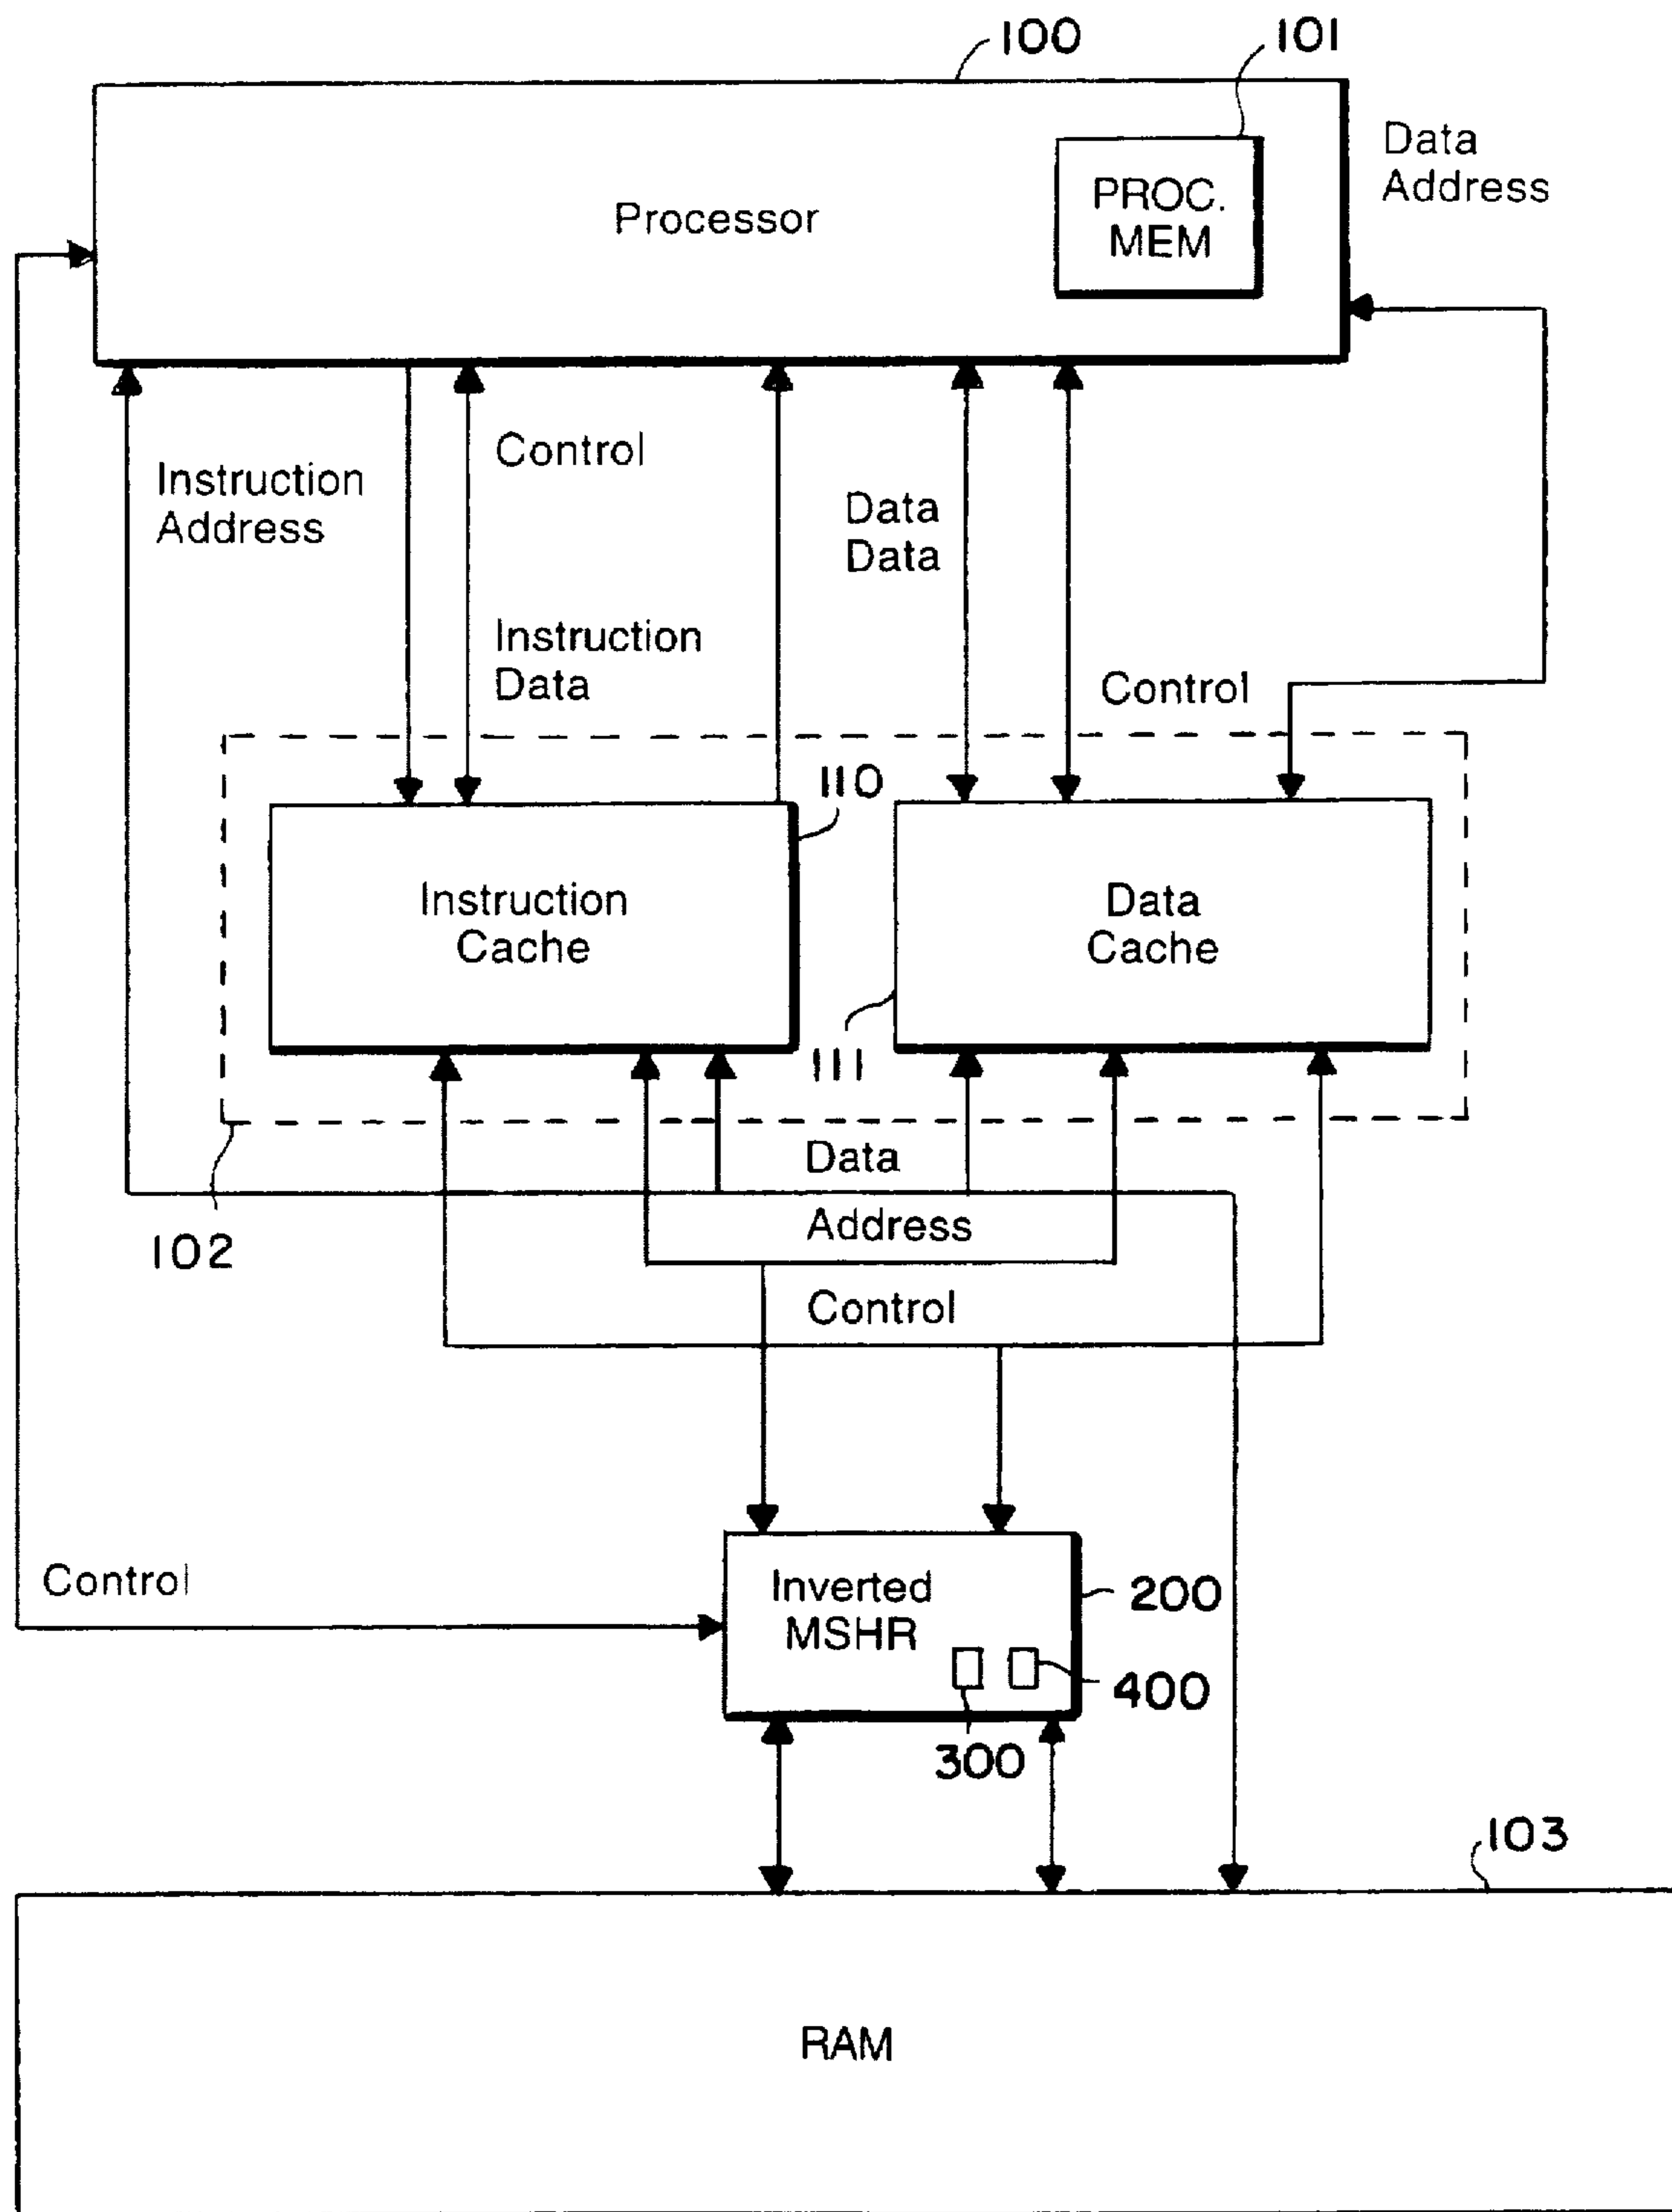 100
101
Data
Address
Processor
PROC.
MEM
Control
Instruction
Address
Data
Data
Instruction
Data
Control
110
Instruction
Cache
Data
Cache
111
Data
Address
102
Control
Control
Inverted
MSHR
200
400
300
103
RAM